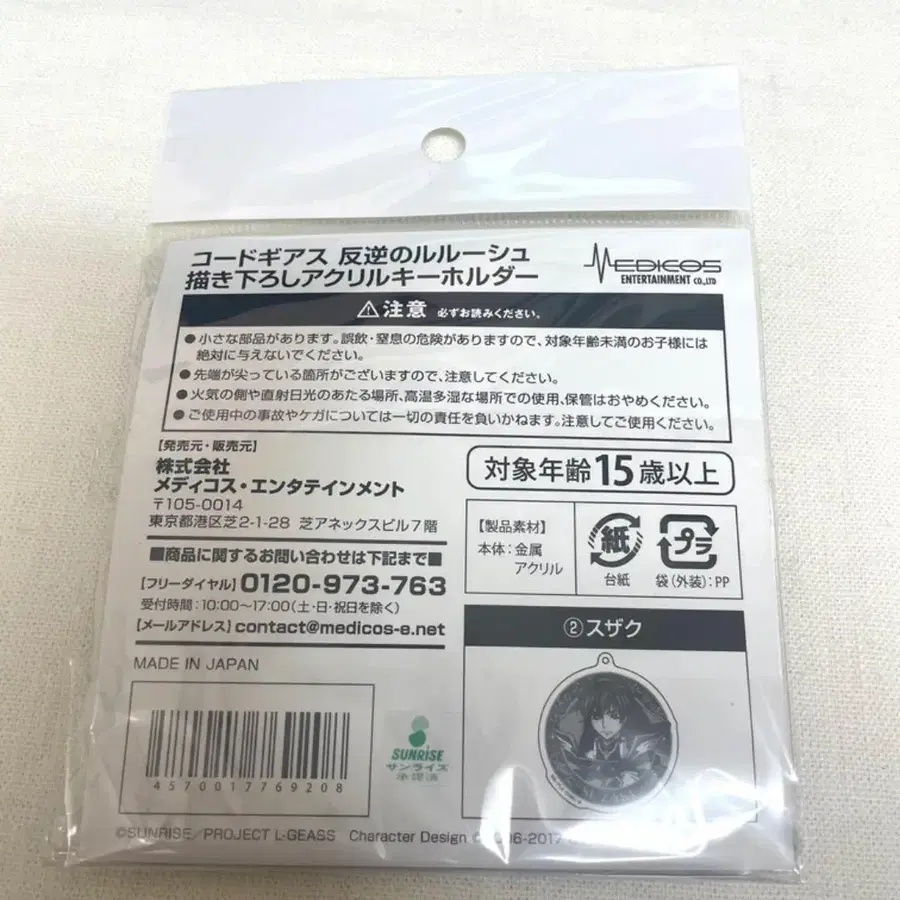 コードギアス 反逆のルルーシュ
描き下ろしアクリルキーホルダー
MEDICOS
ENTERTAINMENT CO.,LTD
注意 必ずお読みください。
●小さな部品があります。誤飲・窒息の危険がありますので、対象年齢未満のお子様には
絶対に与えないでください。
●先端が尖っている箇所がございますので、注意してください。
●火気の側や直射日光のあたる場所、高温多湿な場所での使用、保管はおやめください。
●ご使用中の事故やケガについては一切の責任を負いかねます。注意してご使用ください。
【発売元・販売元】
株式会社
メディコス・エンタテインメント
〒105-0014
東京都港区芝2-1-28 芝アネックスビル7階
■商品に関するお問い合わせは下記まで■
【フリーダイヤル】0120-973-763
受付時間:10:00～17:00(土・日・祝日を除く)
【メールアドレス】contact@medicos-e.net
MADE IN JAPAN
対象年齢15歳以上
【製品素材】
本体:金属
アクリル
紙
台紙
プラ
袋(外装):PP
②スザク
4570017769208
SUNRISE
サンライズ
承認済
©SUNRISE/PROJECT L-GEASS Character Design